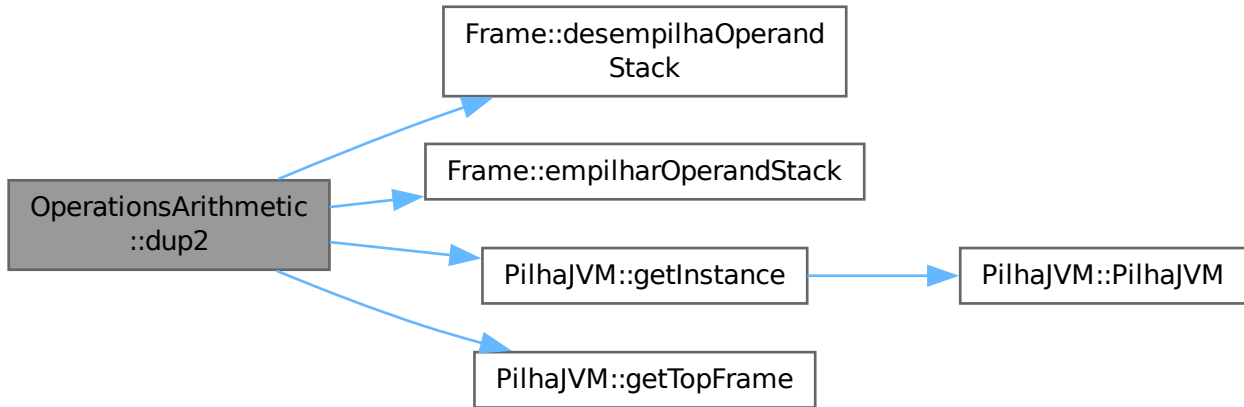 Frame::desempilhaOperand
Stack
Frame::empilharOperandStack
OperationsArithmetic
::dup2
PilhaJVM::getInstance
PilhaJVM::PilhaJVM
PilhaJVM::getTopFrame